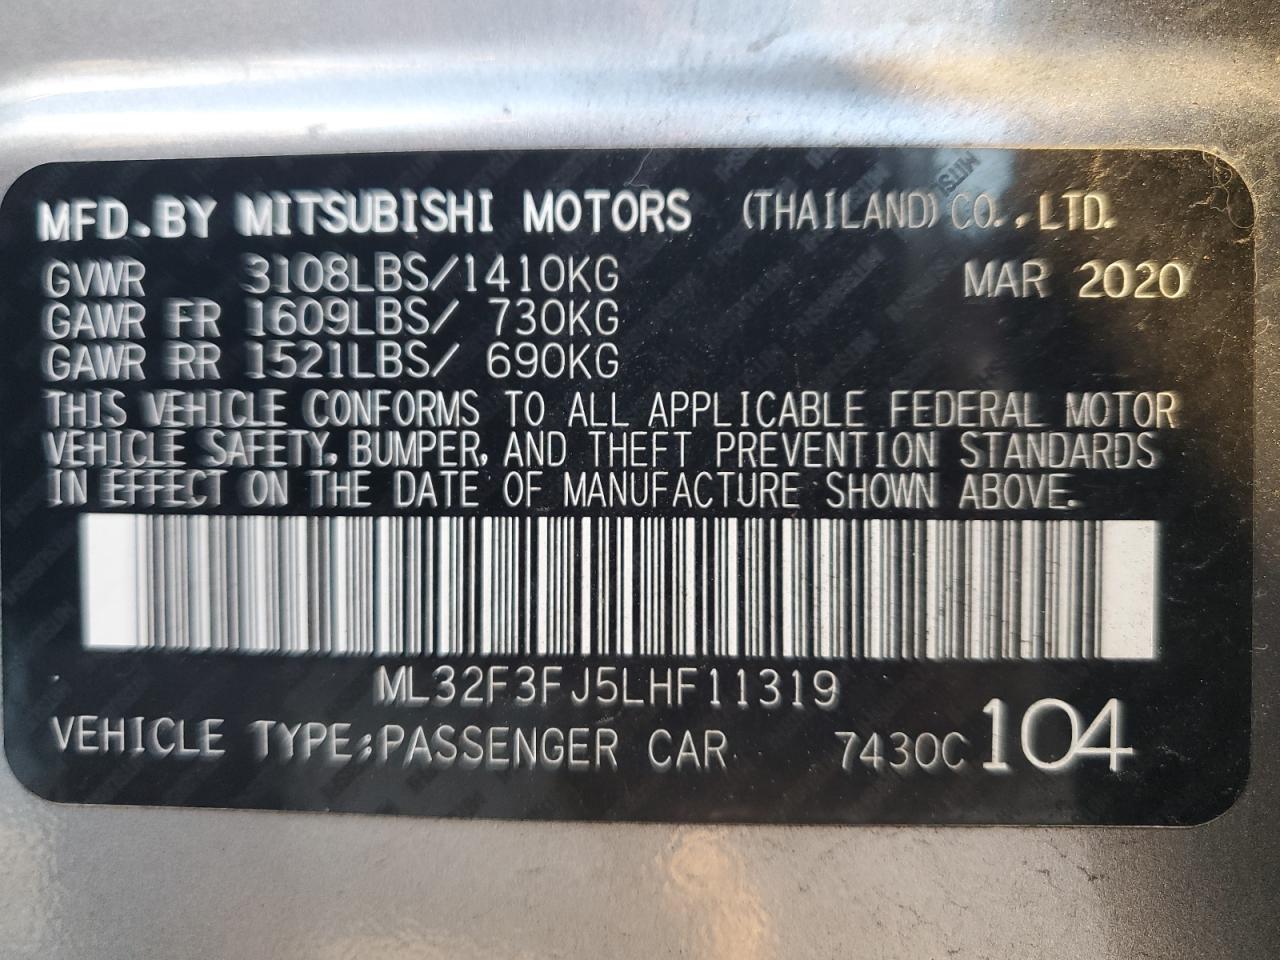 MFD.BY MITSUBISHI MOTORS (THAILAND) CO.,LTD.
GVWR 3108LBS/1410KG MAR 2020
GAWR FR 1609LBS/ 730KG
GAWR RR 1521LBS/ 690KG
THIS VEHICLE CONFORMS TO ALL APPLICABLE FEDERAL MOTOR
VEHICLE SAFETY, BUMPER, AND THEFT PREVENTION STANDARDS
IN EFFECT ON THE DATE OF MANUFACTURE SHOWN ABOVE.
ML32F3FJ5LHF11319
VEHICLE TYPE:PASSENGER CAR 7430C 104